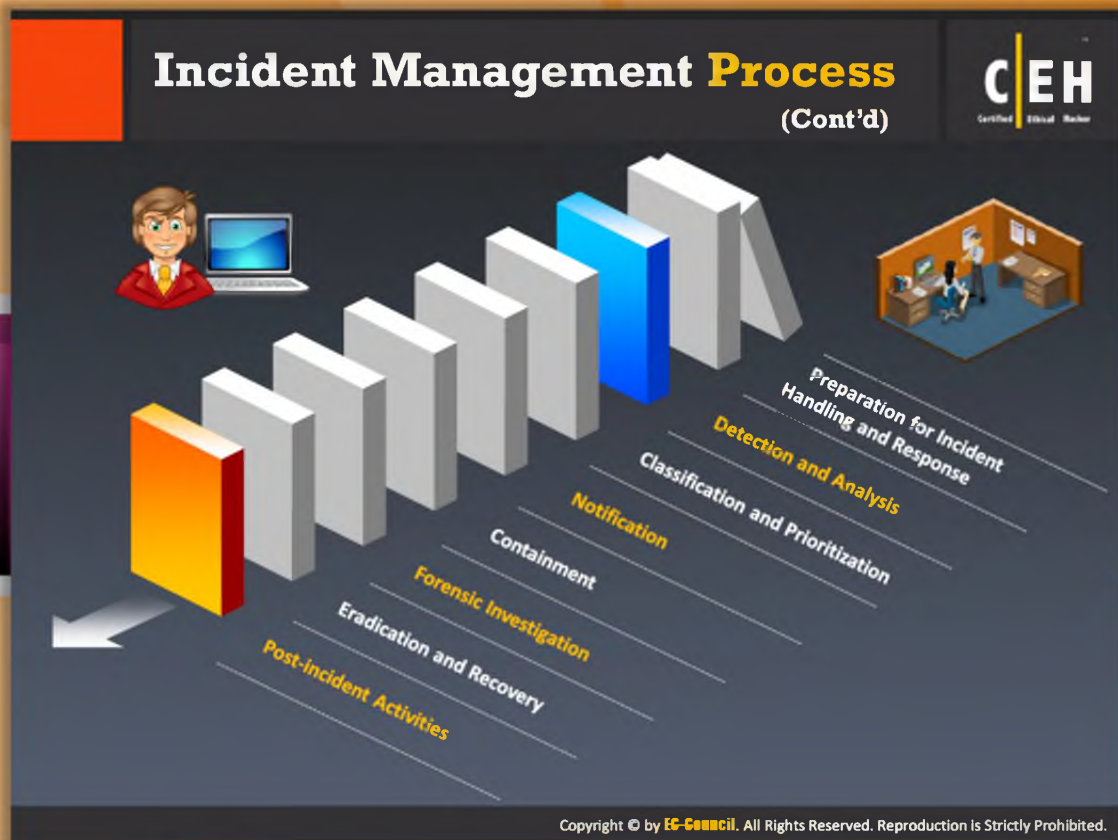 Incident Management Process
(Cont'd)
CEH
Certified Ethical Hacker
Preparation for Incident
Handling and Response
Detection and Analysis
Classification and Prioritization
Notification
Containment
Forensic Investigation
Eradication and Recovery
Post-incident Activities
Copyright © by EC-Council. All Rights Reserved. Reproduction is Strictly Prohibited.